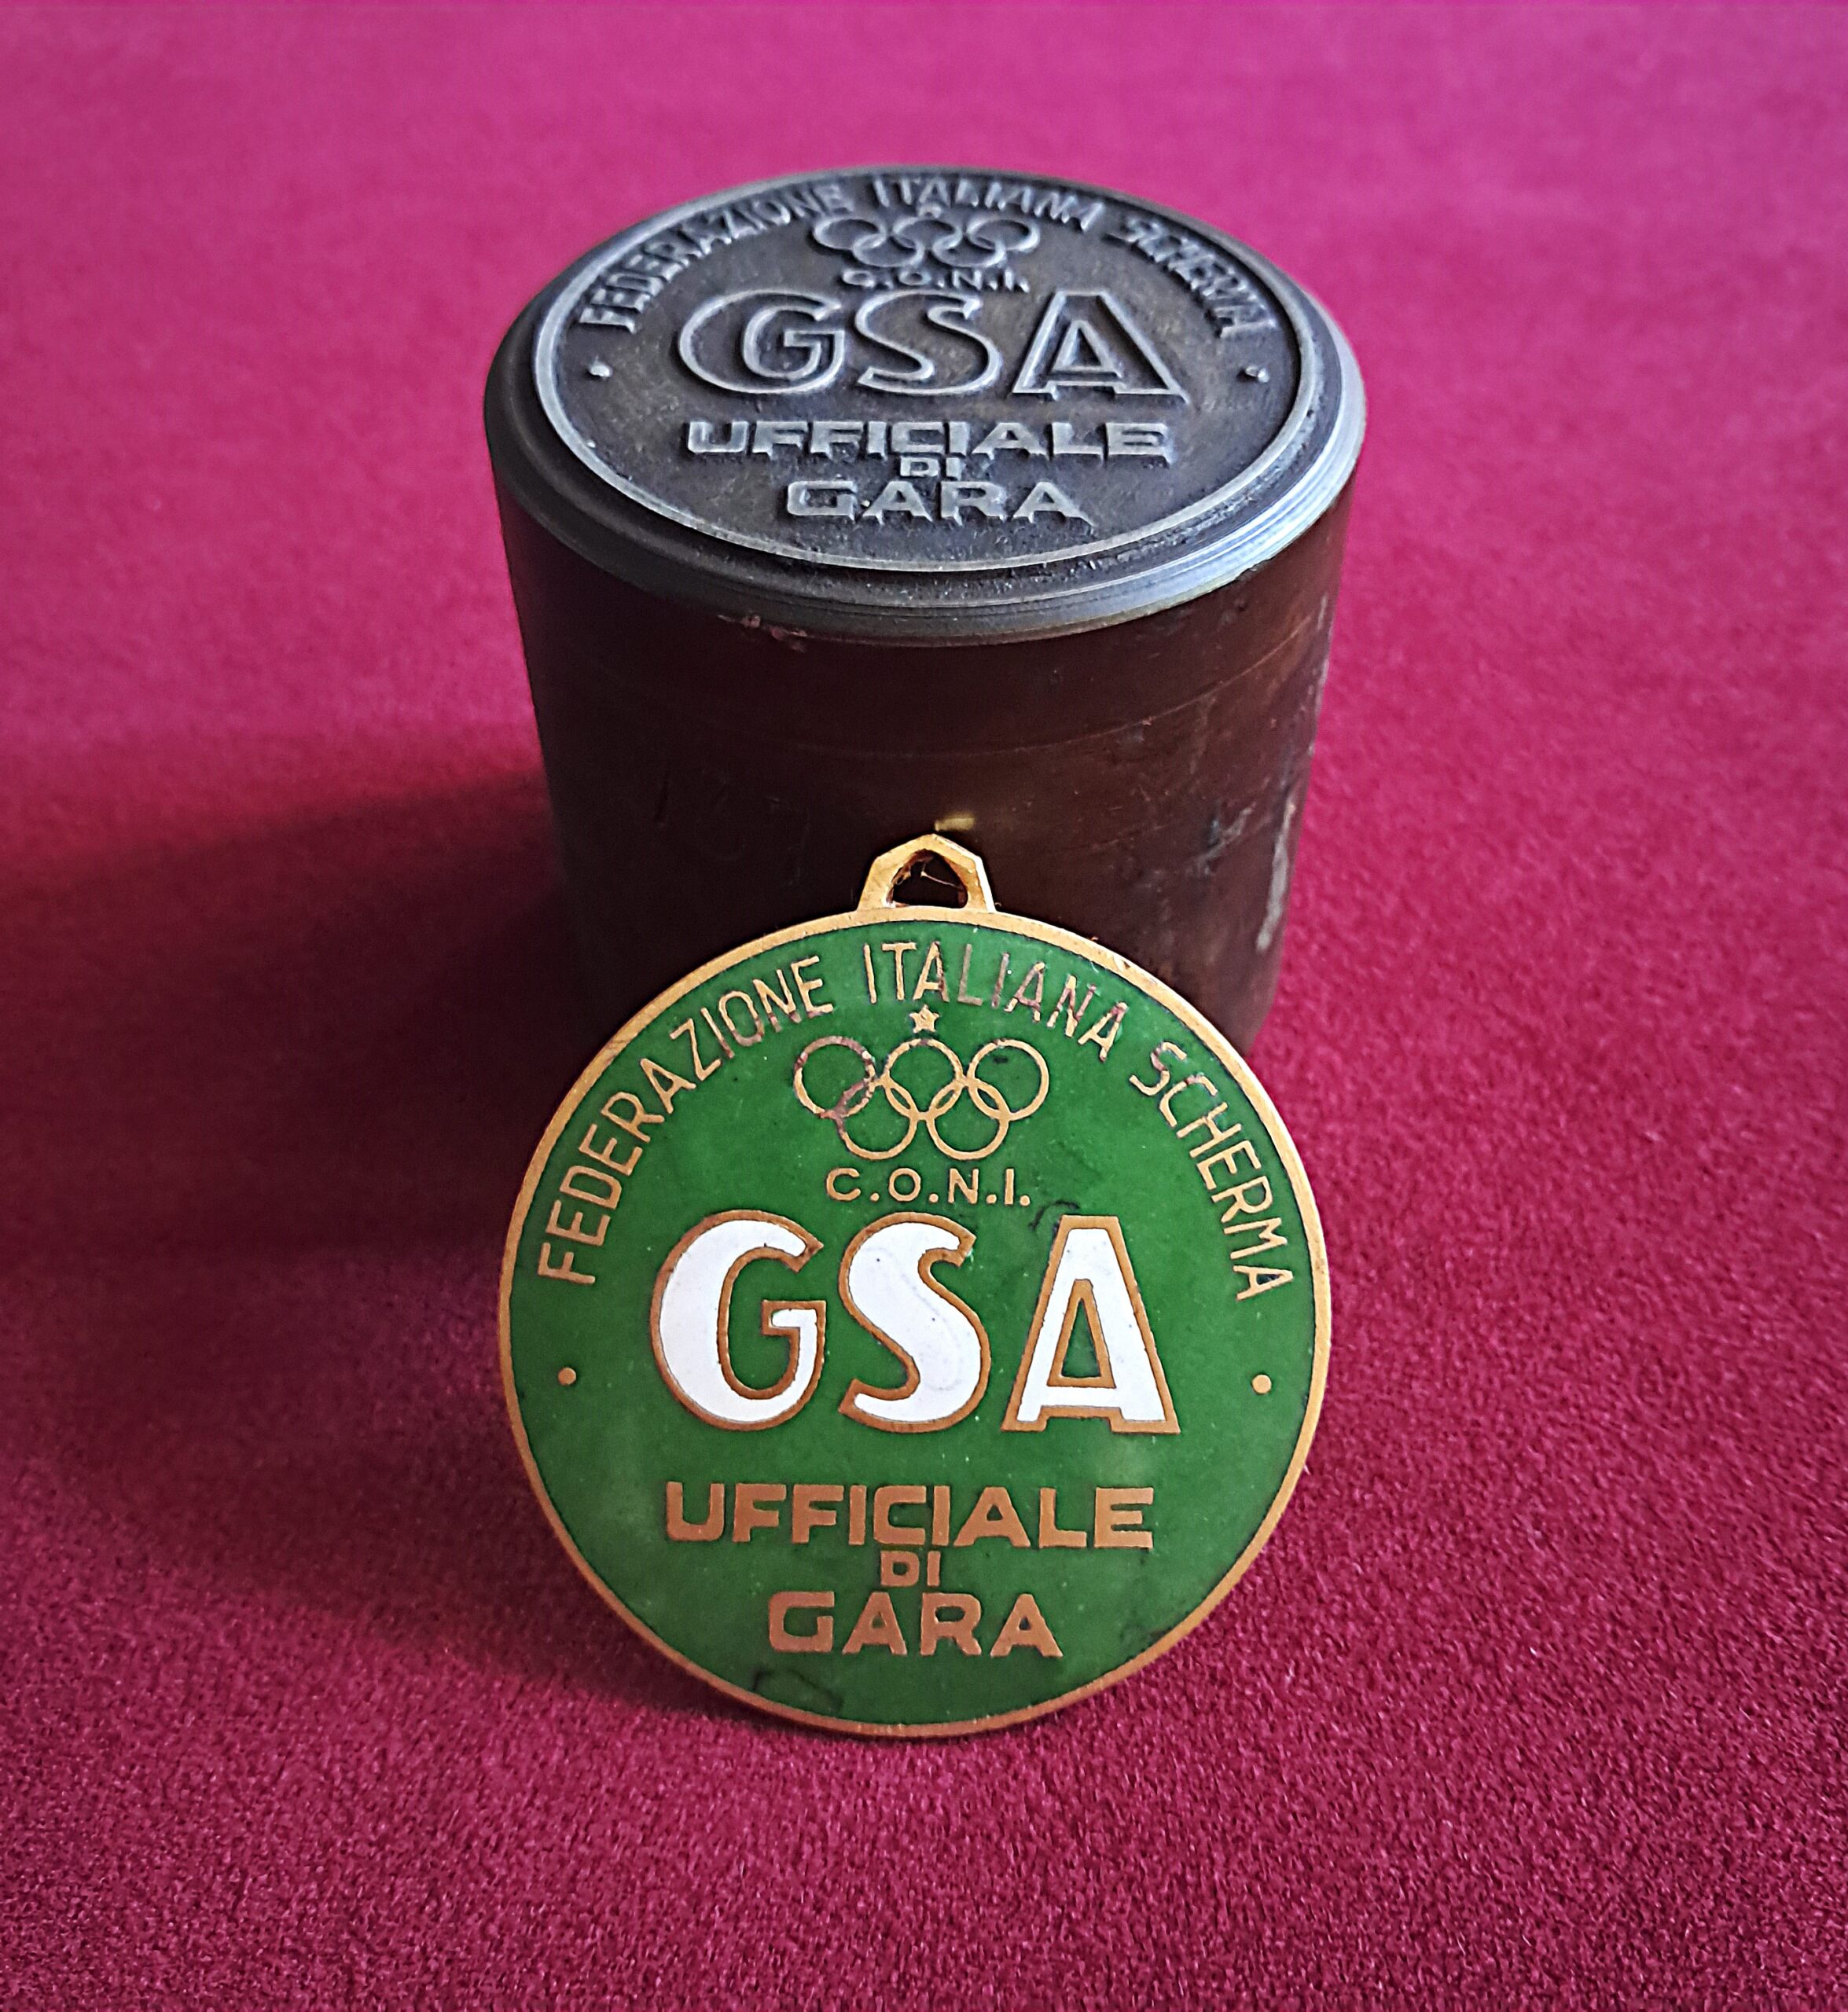 FEDERAZIONE ITALIANA SCHERMA
C.O.N.I.
GSA
UFFICIALE
DI
GARA
FEDERAZIONE ITALIANA SCHERMA
C.O.N.I.
GSA
UFFICIALE
DI
GARA